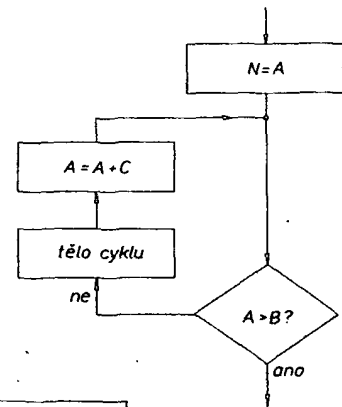 N=A
A=A+C
tělo cyklu
ne
A>B?
ano